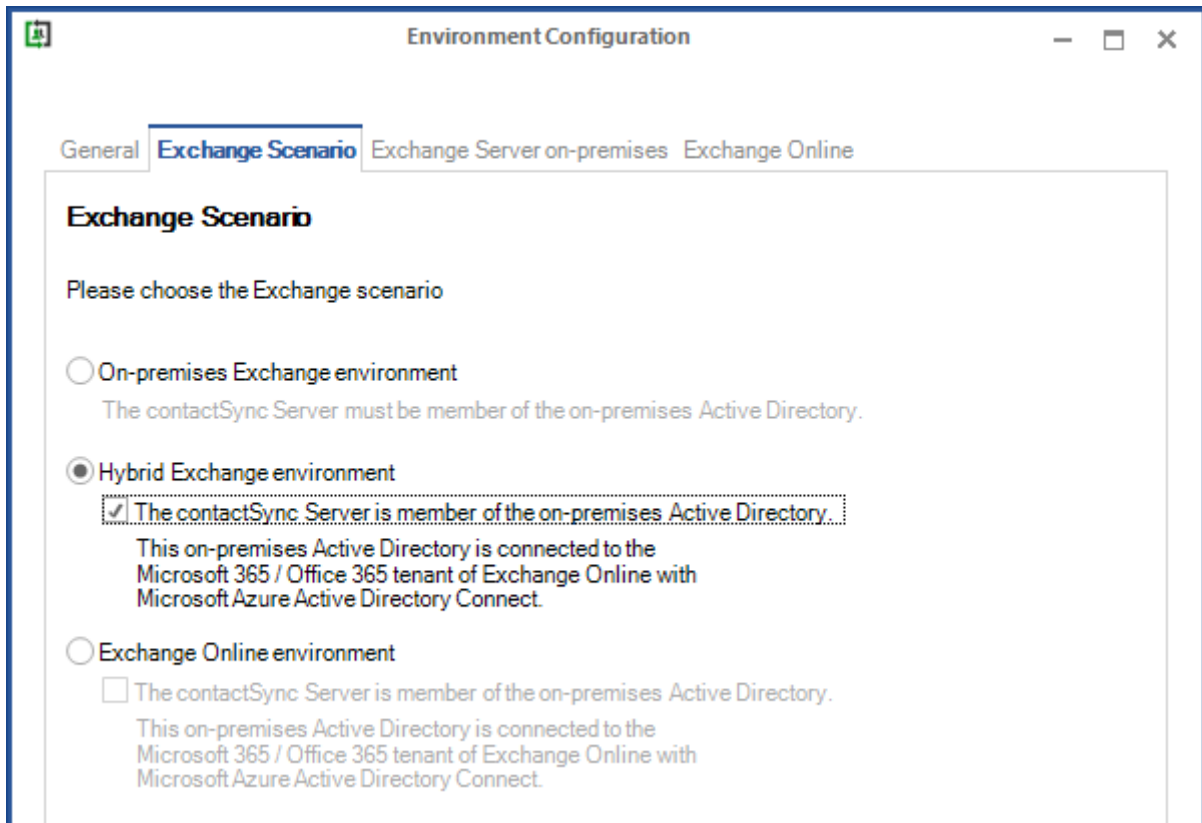 Environment Configuration
General Exchange Scenario Exchange Server on-premises Exchange Online
Exchange Scenario
Please choose the Exchange scenario
On-premises Exchange environment
The contactSync Server must be member of the on-premises Active Directory.
Hybrid Exchange environment
The contactSync Server is member of the on-premises Active Directory.
This on-premises Active Directory is connected to the
Microsoft 365 / Office 365 tenant of Exchange Online with
Microsoft Azure Active Directory Connect.
Exchange Online environment
The contactSync Server is member of the on-premises Active Directory.
This on-premises Active Directory is connected to the
Microsoft 365 / Office 365 tenant of Exchange Online with
Microsoft Azure Active Directory Connect.